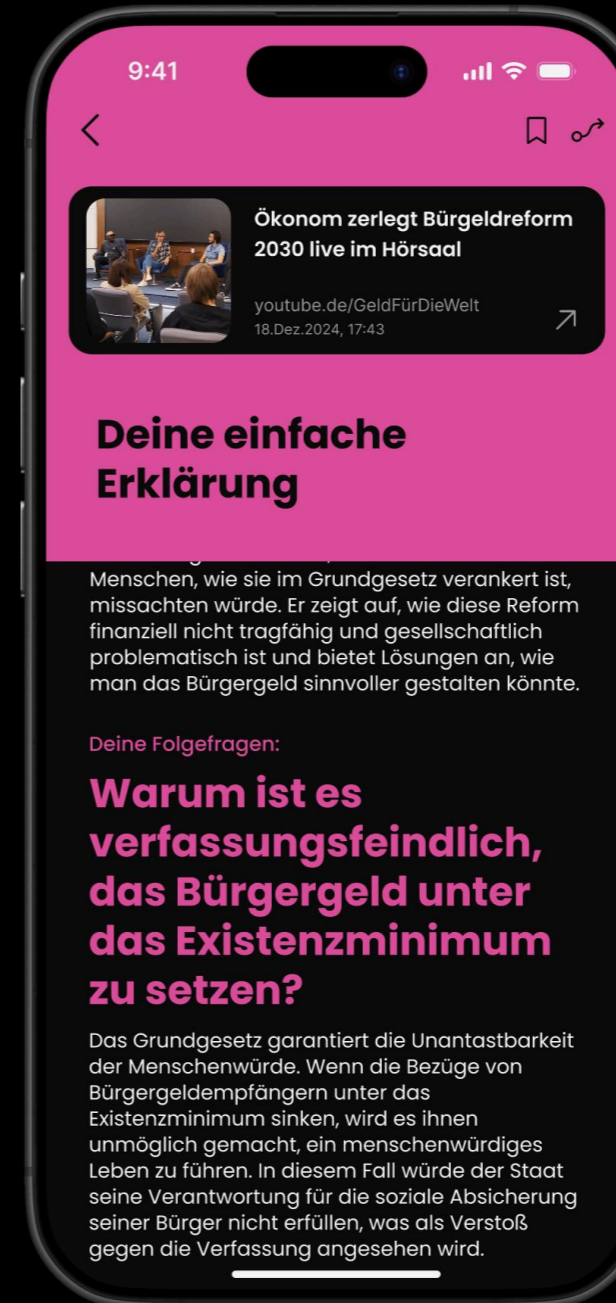 9:41
Ökonom zerlegt Bürgeldreform
2030 live im Hörsaal
youtube.de/GeldFürDieWelt
18.Dez.2024, 17:43
Deine einfache
Erklärung
Menschen, wie sie im Grundgesetz verankert ist,
missachten würde. Er zeigt auf, wie diese Reform
finanziell nicht tragfähig und gesellschaftlich
problematisch ist und bietet Lösungen an, wie
man das Bürgergeld sinnvoller gestalten könnte.
Deine Folgefragen:
Warum ist es
verfassungsfeindlich,
das Bürgergeld unter
das Existenzminimum
zu setzen?
Das Grundgesetz garantiert die Unantastbarkeit
der Menschenwürde. Wenn die Bezüge von
Bürgergeldempfängern unter das
Existenzminimum sinken, wird es ihnen
unmöglich gemacht, ein menschenwürdiges
Leben zu führen. In diesem Fall würde der Staat
seine Verantwortung für die soziale Absicherung
seiner Bürger nicht erfüllen, was als Verstoß
gegen die Verfassung angesehen wird.